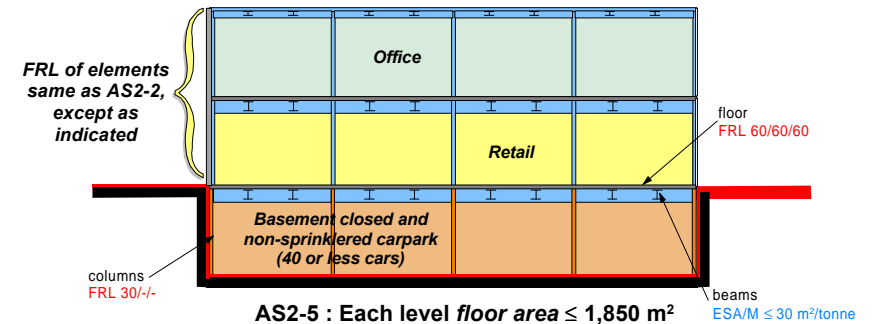 Office
FRL of elements
same as AS2-2,
except as
indicated
floor
FRL 60/60/60
Retail
Basement closed and
non-sprinklered carpark
(40 or less cars)
columns
FRL 30/-/-
beams
ESA/M ≤ 30 m²/tonne
AS2-5 : Each level floor area ≤ 1,850 m²